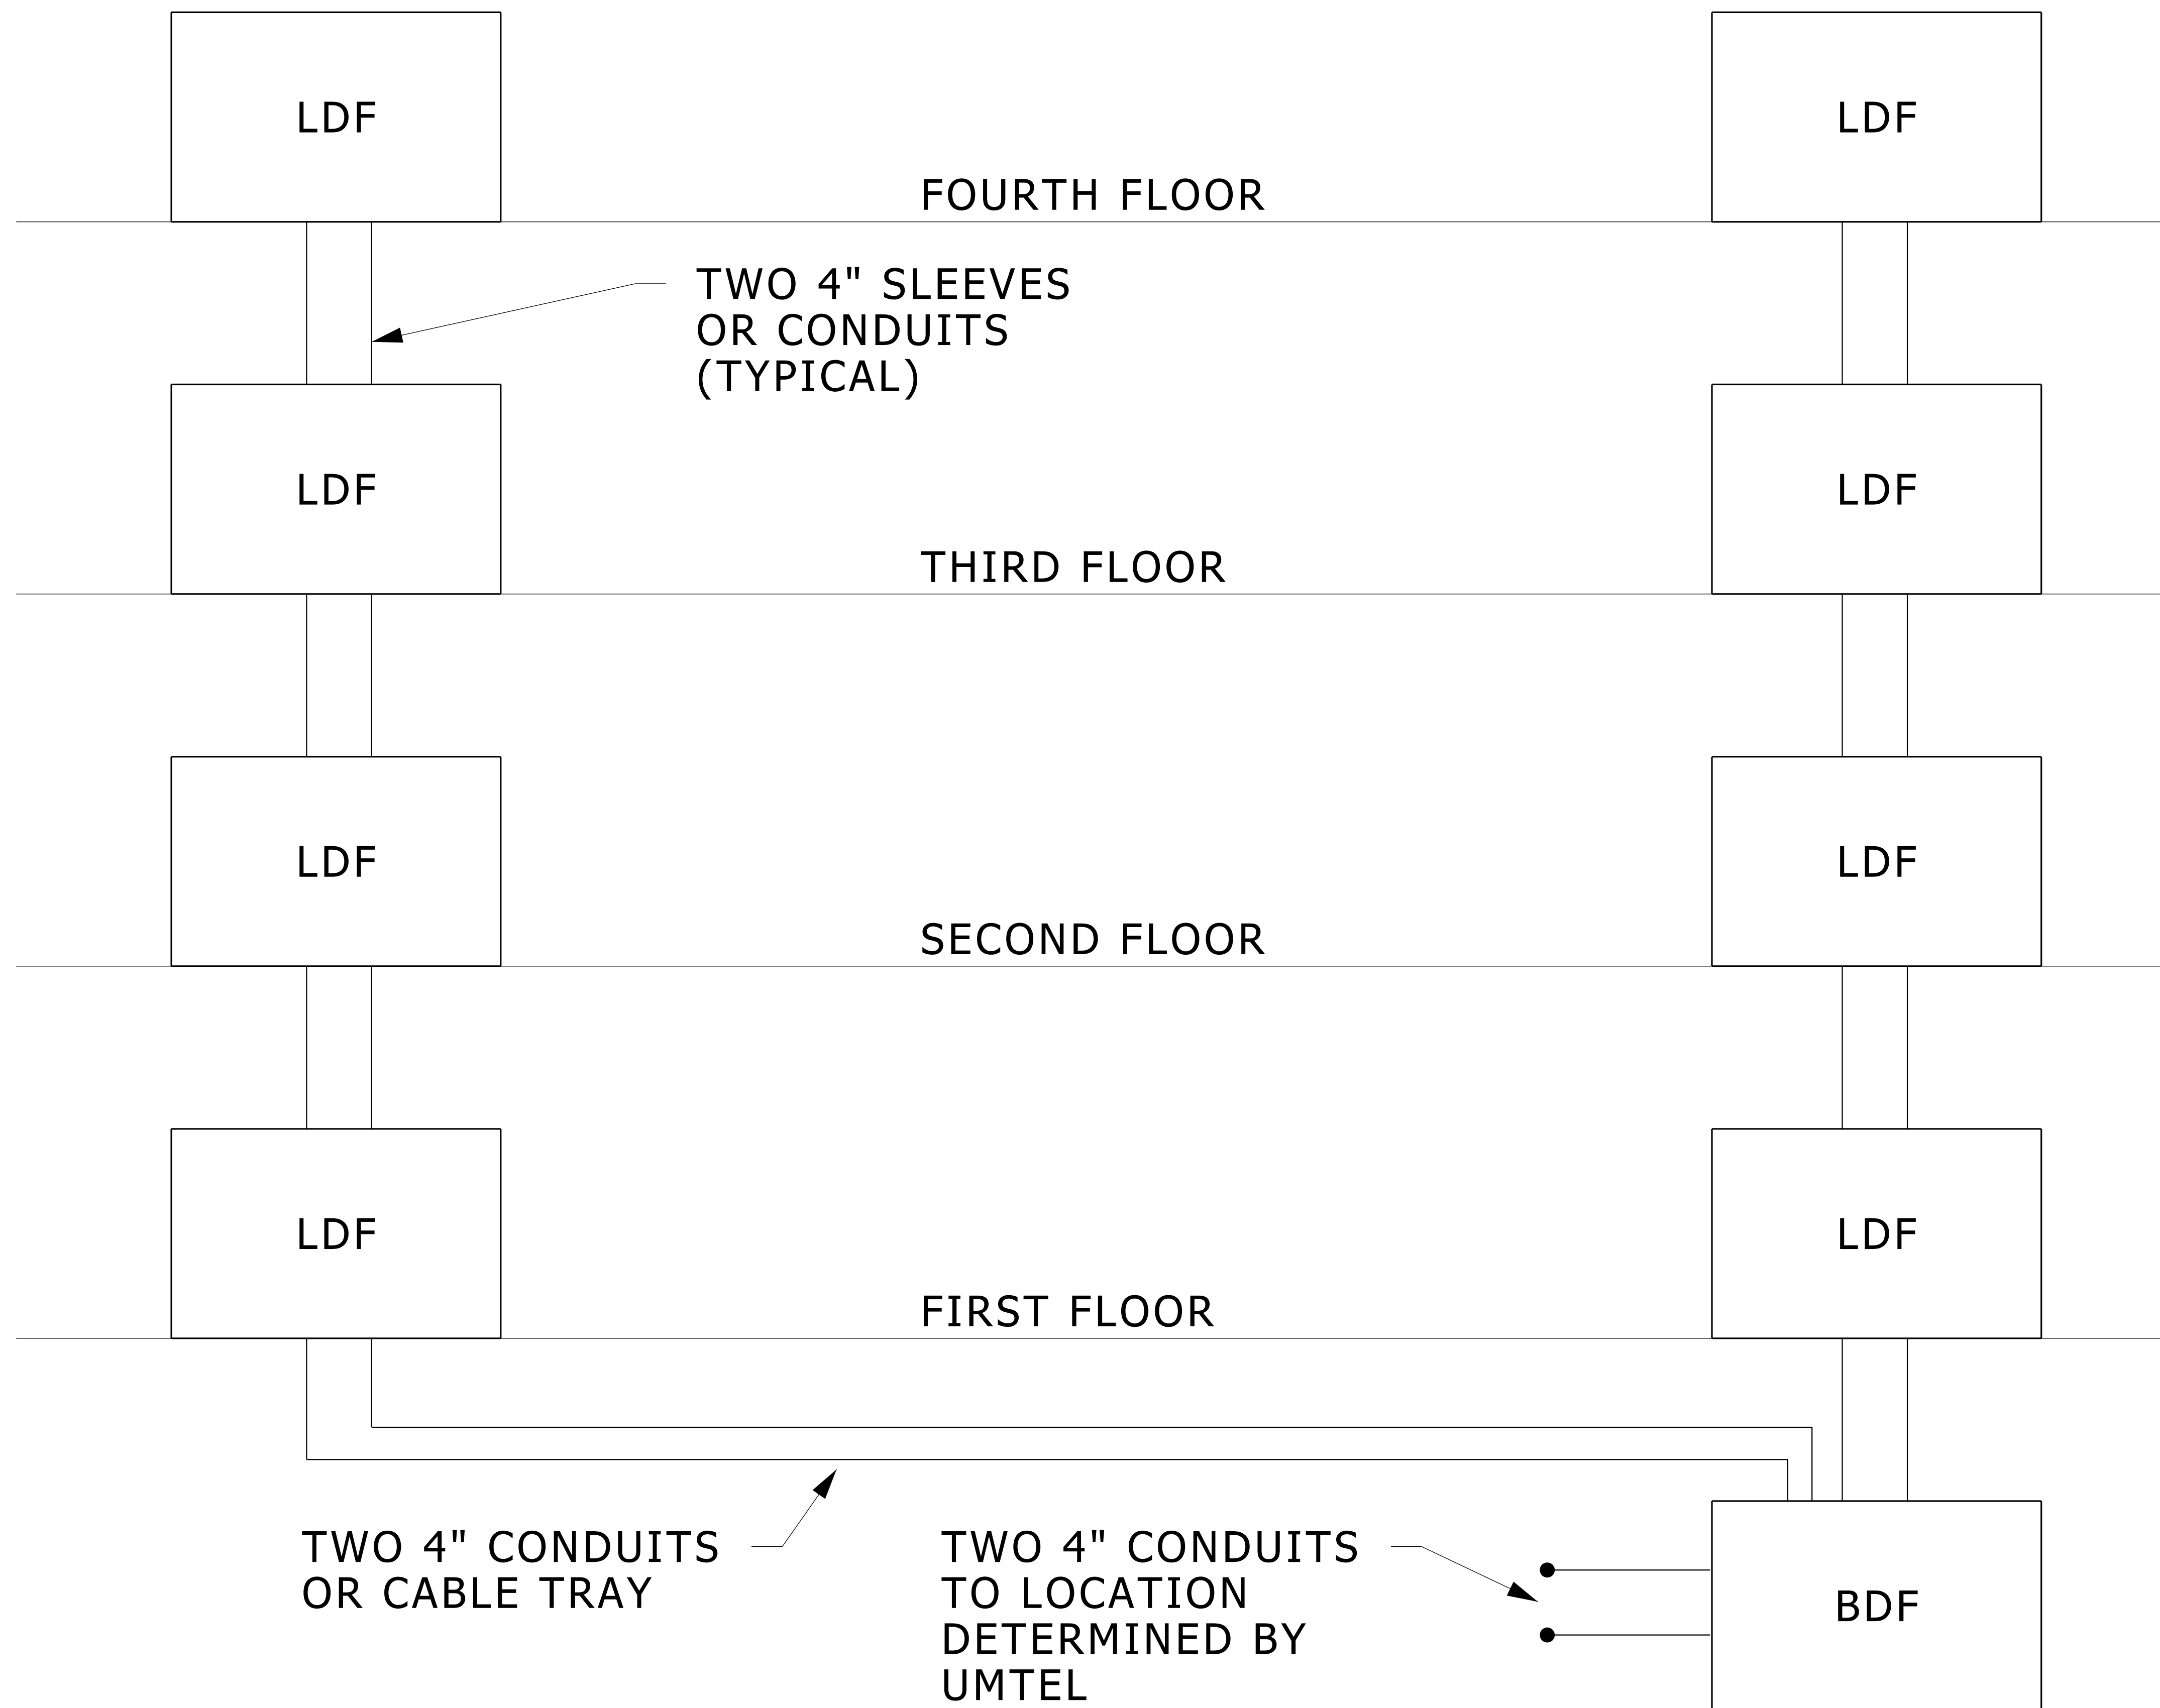 LDF
LDF
FOURTH FLOOR
TWO 4" SLEEVES
OR CONDUITS
(TYPICAL)
LDF
LDF
THIRD FLOOR
LDF
LDF
SECOND FLOOR
LDF
LDF
FIRST FLOOR
TWO 4" CONDUITS
OR CABLE TRAY
TWO 4" CONDUITS
TO LOCATION
DETERMINED BY
UMTEL
BDF